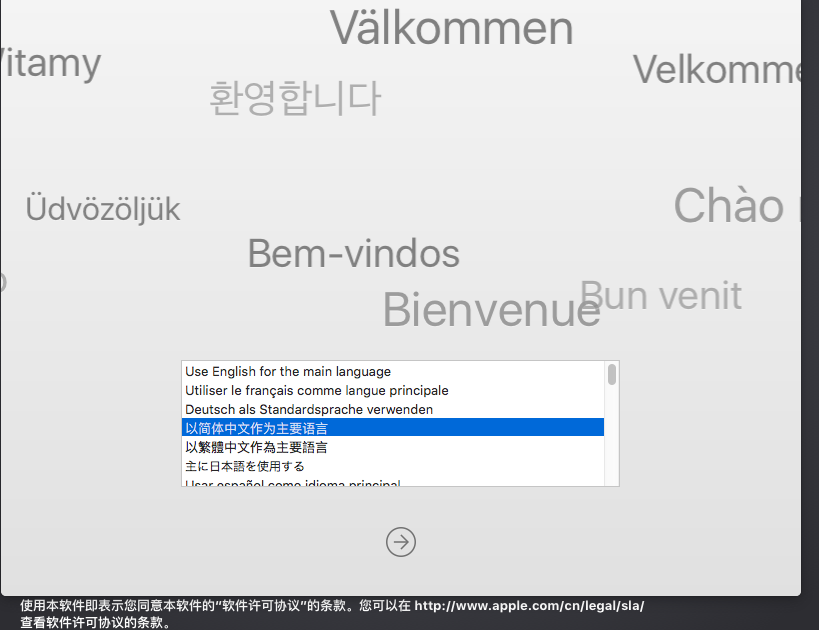 Välkommen
itamy
Velkomme
환영합니다
Üdvözöljük
Chào
Bem-vindos
Bun venit
Bienvenue
Use English for the main language
Utiliser le français comme langue principale
Deutsch als Standardsprache verwenden
以简体中文作为主要语言
以繁體中文作為主要語言
主に日本語を使用する
Usar español como idioma principal
使用本软件即表示您同意本软件的“软件许可协议”的条款。您可以在 http://www.apple.com/cn/legal/sla/
查看软件许可协议的条款。